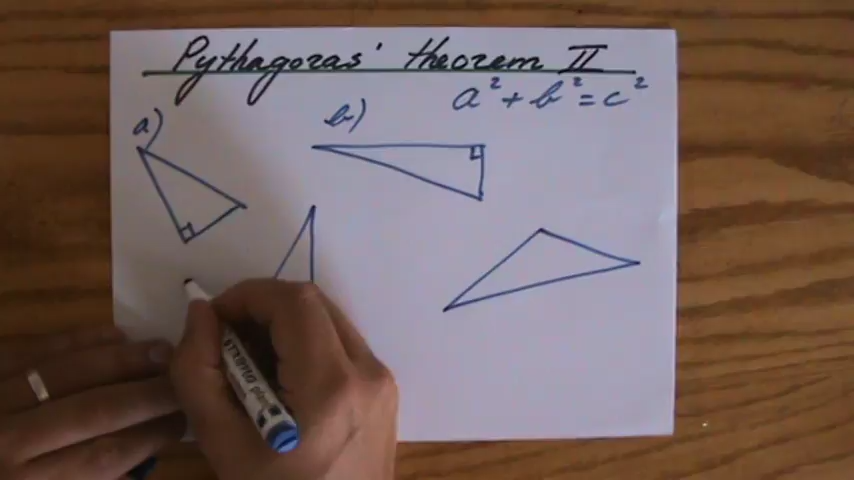 Pythagoras' theorem II
a² + b² = c²
a)
b)